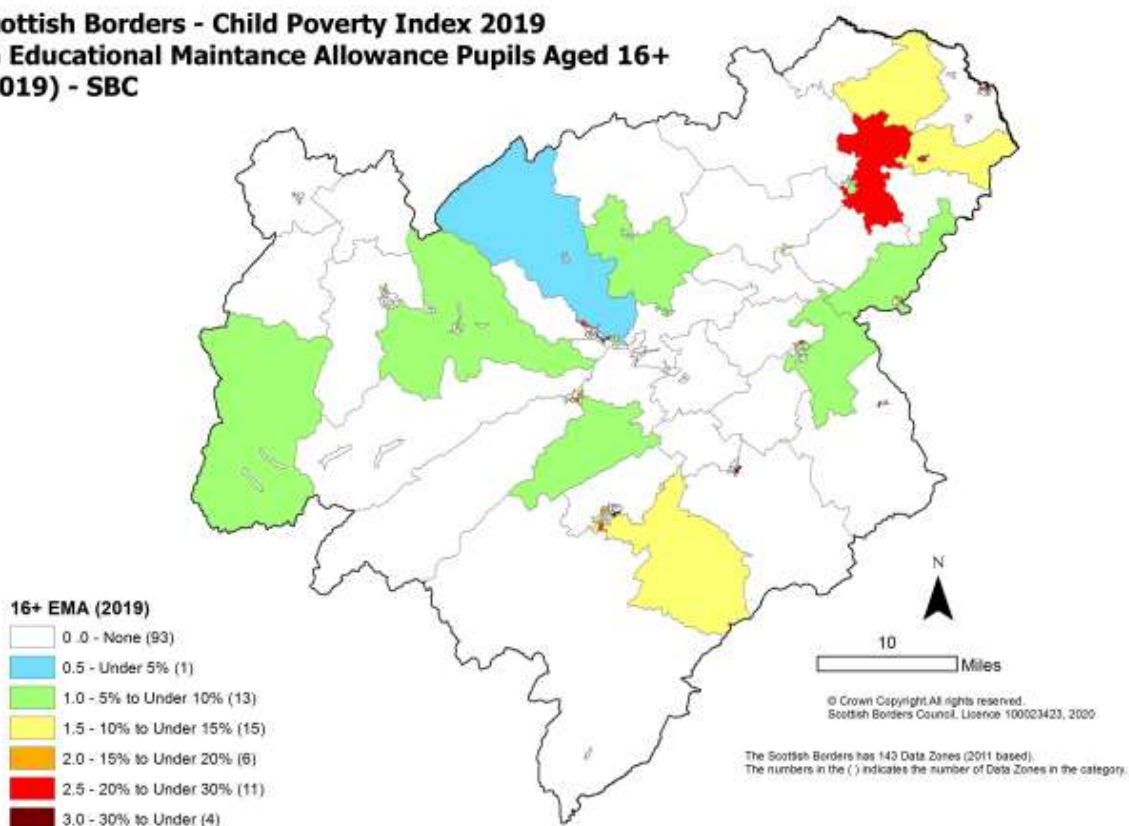 ottish Borders - Child Poverty Index 2019
Educational Maintance Allowance Pupils Aged 16+
019) - SBC
N
10
Miles
16+ EMA (2019)
0 .0 - None (93)
0.5 - Under 5% (1)
1.0 - 5% to Under 10% (13)
1.5 - 10% to Under 15% (15)
2.0 - 15% to Under 20% (6)
2.5 - 20% to Under 30% (11)
3.0 - 30% to Under (4)
© Crown Copyright.All rights reserved.
Scottish Borders Council, Licence 100023423, 2020
The Scottish Borders has 143 Data Zones (2011 based).
The numbers in the ( ) indicates the number of Data Zones in the category.